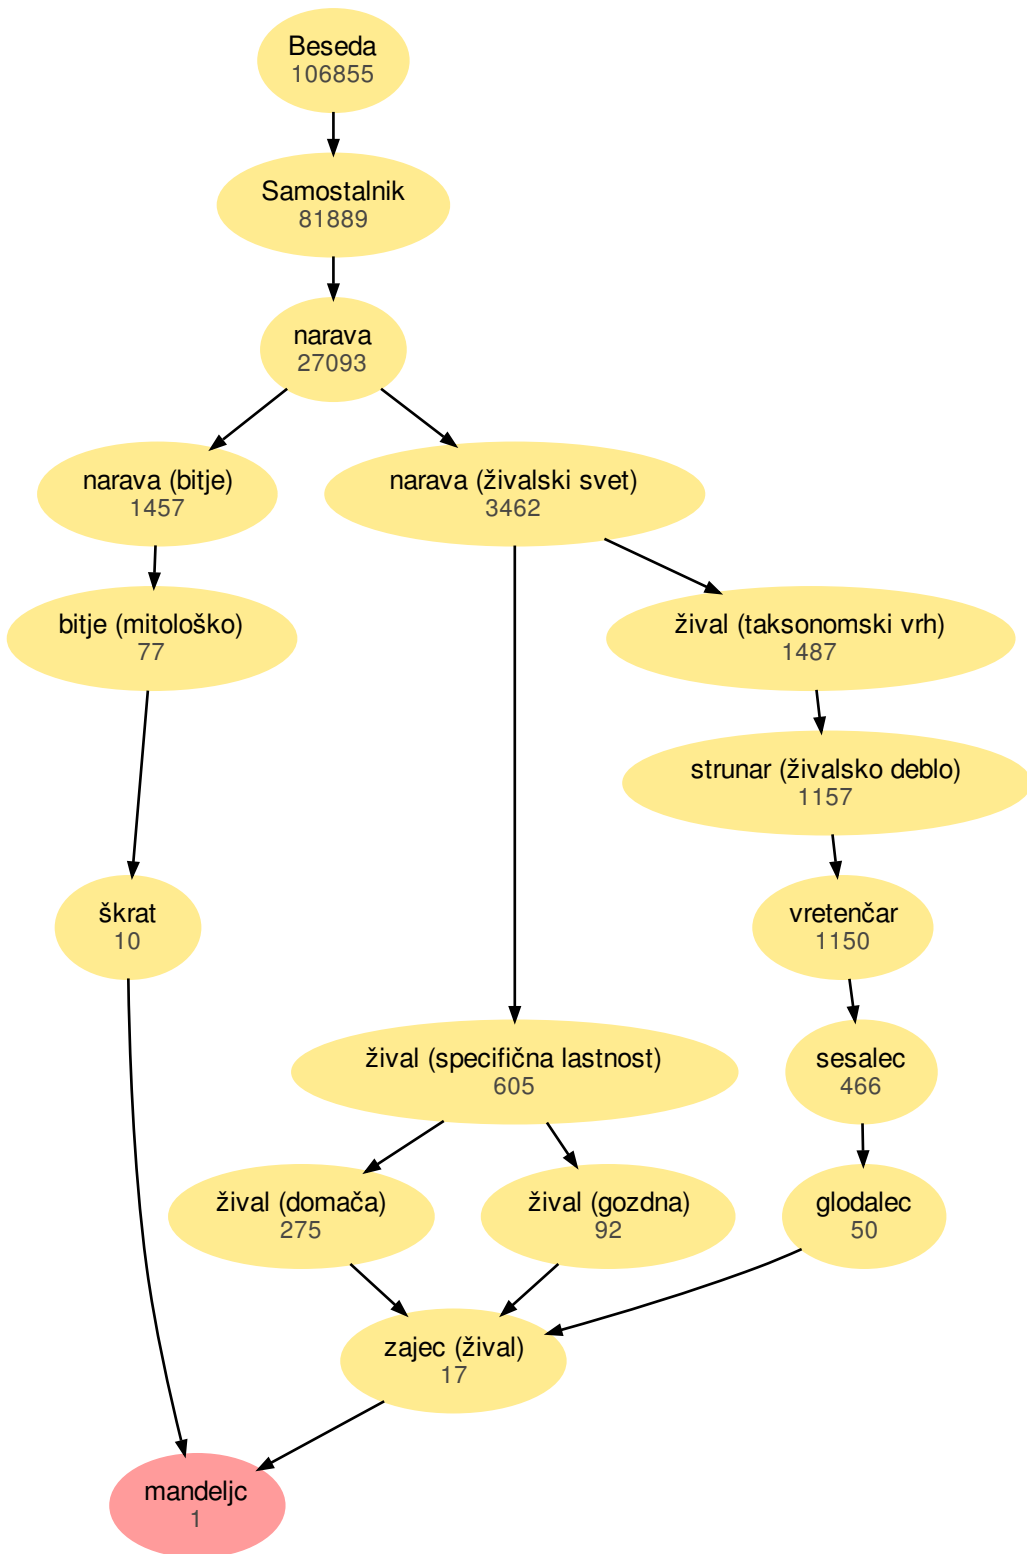 Beseda
106855
Samostalnik
81889
narava
27093
narava (bitje)
1457
narava (živalski svet)
3462
bitje (mitološko)
77
žival (taksonomski vrh)
1487
strunar (živalsko deblo)
1157
škrat
10
vretenčar
1150
žival (specifična lastnost)
605
sesalec
466
žival (domača)
275
žival (gozdna)
92
glodalec
50
zajec (žival)
17
mandeljc
1